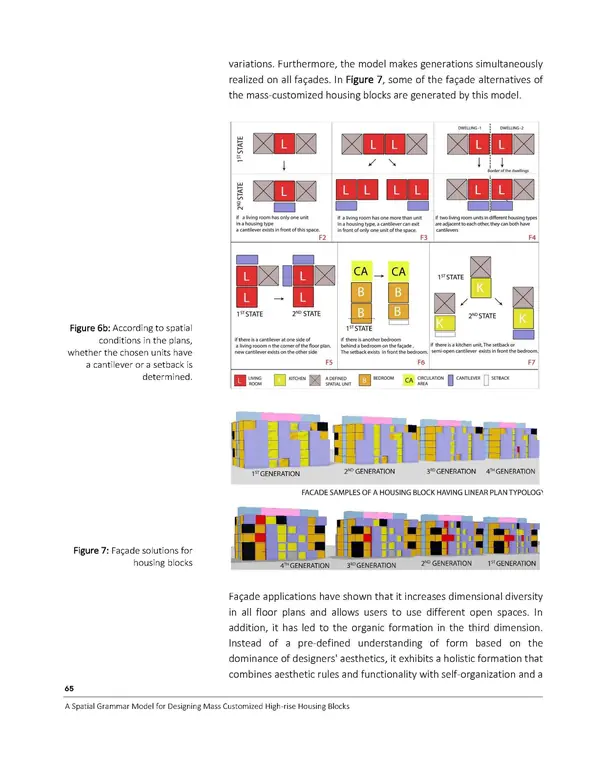 variations. Furthermore, the model makes generations simultaneously
realized on all façades. In Figure 7, some of the façade alternatives of
the mass-customized housing blocks are generated by this model.
DWELLING -1 DWELLING -2
1ST STATE
L
L L
L L
Border of the dwellings
2ND STATE
L
L L L L
L L
if a living room has only one unit
in a housing type
a cantilever exists in front of this space.
F2
if a living room has one more than unit
in a housing type, a cantilever can exit
in front of only one unit of the space.
F3
if two living room units in different housing types
are adjacent to each other, they can both have
cantilevers
F4
L L
L L
1ST STATE 2ND STATE
if there is a cantilever at one side of
a living room n the corner of the floor plan.
new cantilever exists on the other side
F5
CA CA
B B
B B
1ST STATE
if there is another bedroom
behind a bedroom on the façade ,
The setback exists in front the bedroom.
F6
1ST STATE
K
2ND STATE
K K
if there is a kitchen unit, The setback or
semi-open cantilever exists in front the bedroom.
F7
L LIVING ROOM K KITCHEN A DEFINED SPATIAL UNIT B BEDROOM CA CIRCULATION AREA CANTILEVER SETBACK
Figure 6b: According to spatial
conditions in the plans,
whether the chosen units have
a cantilever or a setback is
determined.
1ST GENERATION 2ND GENERATION 3RD GENERATION 4TH GENERATION
FACADE SAMPLES OF A HOUSING BLOCK HAVING LINEAR PLAN TYPOLOGY
4TH GENERATION 3RD GENERATION 2ND GENERATION 1ST GENERATION
Figure 7: Façade solutions for
housing blocks
Façade applications have shown that it increases dimensional diversity
in all floor plans and allows users to use different open spaces. In
addition, it has led to the organic formation in the third dimension.
Instead of a pre-defined understanding of form based on the
dominance of designers' aesthetics, it exhibits a holistic formation that
combines aesthetic rules and functionality with self-organization and a
65
A Spatial Grammar Model for Designing Mass Customized High-rise Housing Blocks